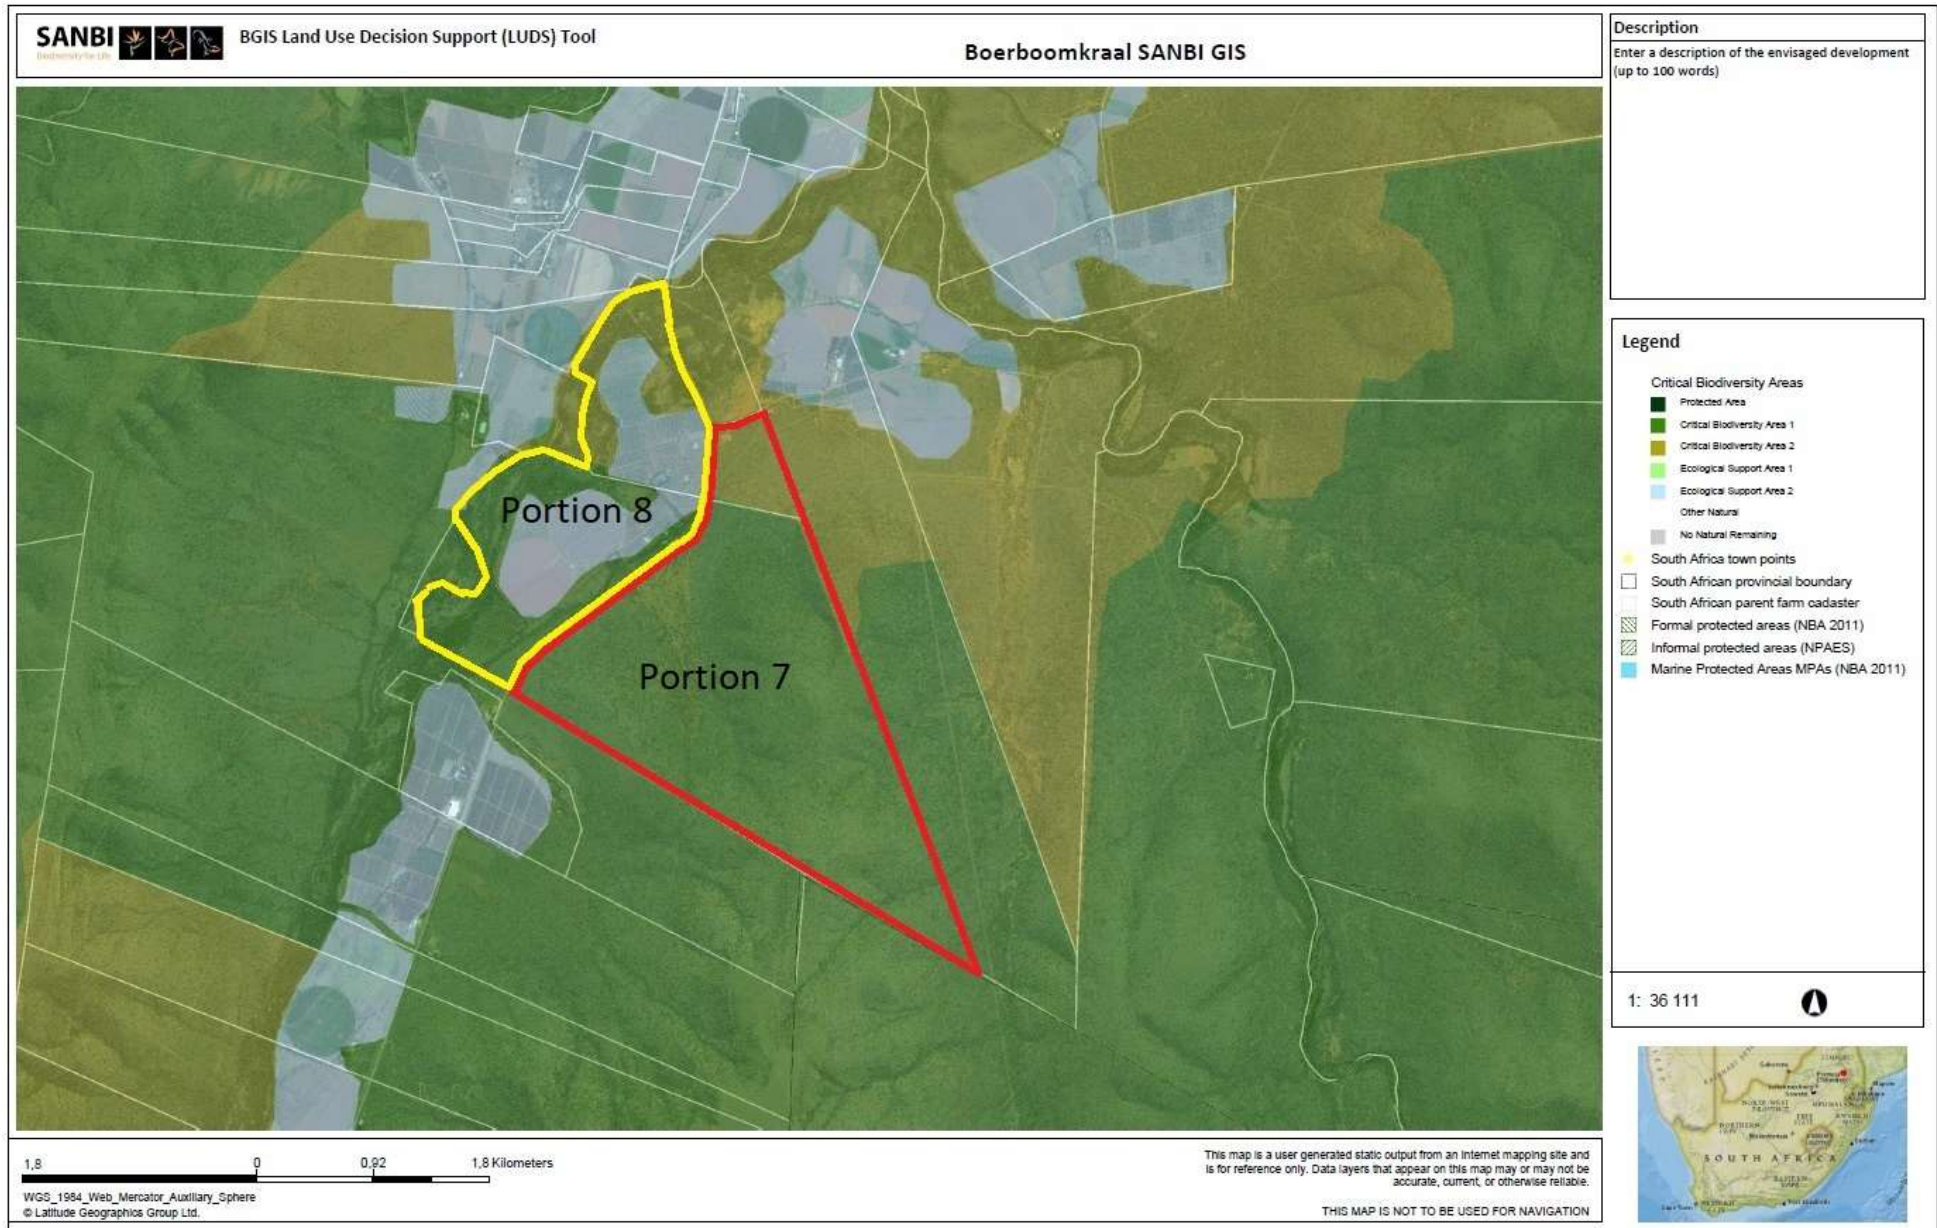 SANBI
Biodiversity for Life
BGIS Land Use Decision Support (LUDS) Tool
Boerboomkraal SANBI GIS
Description
Enter a description of the envisaged development
(up to 100 words)
Portion 8
Portion 7
Legend
Critical Biodiversity Areas
Protected Area
Critical Biodiversity Area 1
Critical Biodiversity Area 2
Ecological Support Area 1
Ecological Support Area 2
Other Natural
No Natural Remaining
South Africa town points
South African provincial boundary
South African parent farm cadaster
Formal protected areas (NBA 2011)
Informal protected areas (NPAES)
Marine Protected Areas MPAs (NBA 2011)
1: 36 111
SOUTH AFRICA
1,8 0 0,92 1,8 Kilometers
WGS_1984_Web_Mercator_Auxiliary_Sphere
© Latitude Geographics Group Ltd.
This map is a user generated static output from an Internet mapping site and
is for reference only. Data layers that appear on this map may or may not be
accurate, current, or otherwise reliable.
THIS MAP IS NOT TO BE USED FOR NAVIGATION